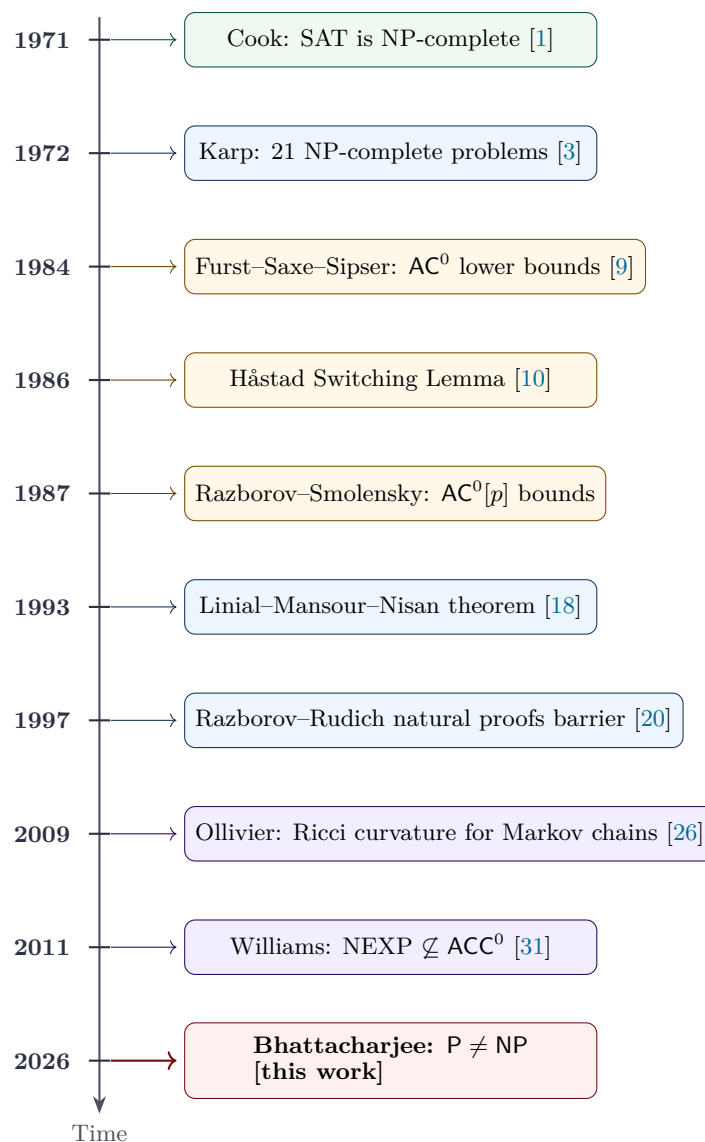 1971 Cook: SAT is NP-complete [1]
1972 Karp: 21 NP-complete problems [3]
1984 Furst–Saxe–Sipser: AC⁰ lower bounds [9]
1986 Håstad Switching Lemma [10]
1987 Razborov–Smolensky: AC⁰[p] bounds
1993 Linial–Mansour–Nisan theorem [18]
1997 Razborov–Rudich natural proofs barrier [20]
2009 Ollivier: Ricci curvature for Markov chains [26]
2011 Williams: NEXP ⊈ ACC⁰ [31]
2026 Bhattacharjee: P ≠ NP
[this work]
Time